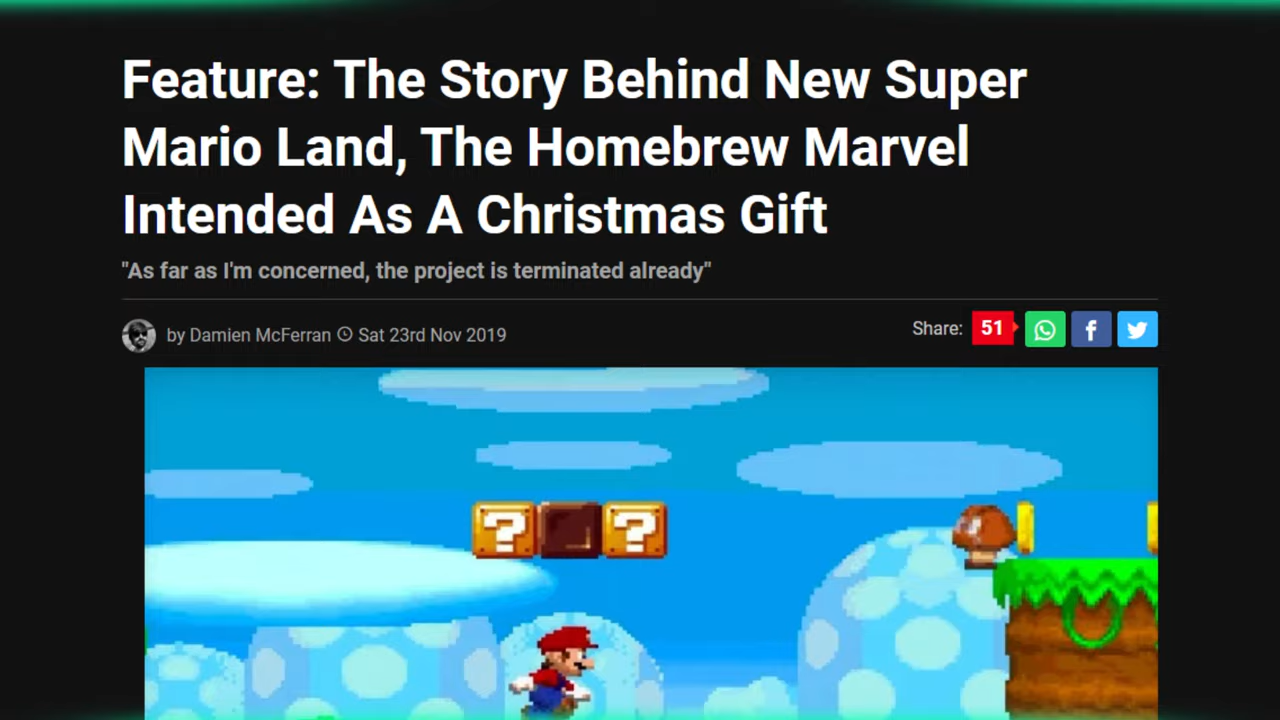 Feature: The Story Behind New Super
Mario Land, The Homebrew Marvel
Intended As A Christmas Gift
"As far as I'm concerned, the project is terminated already"
by Damien McFerran Sat 23rd Nov 2019
Share: 51
? ?